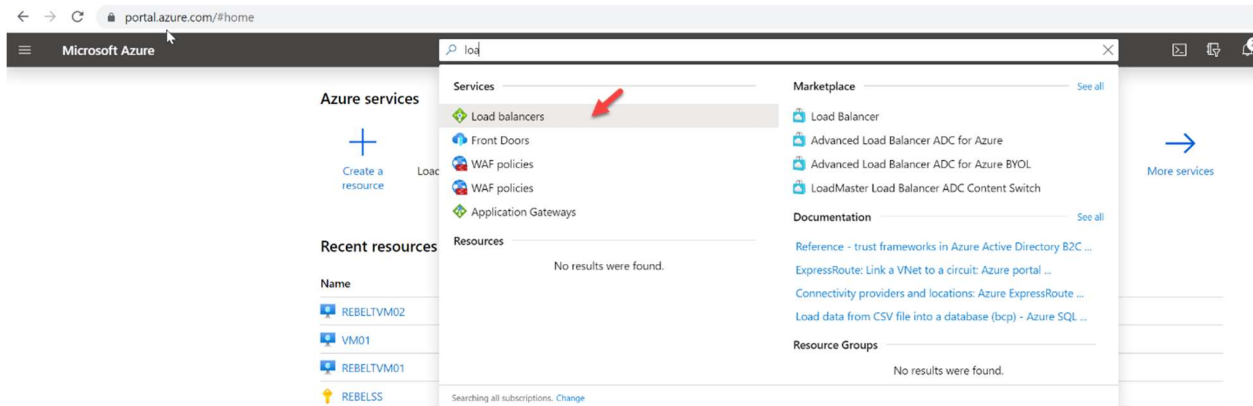 portal.azure.com/#home
Microsoft Azure
loa
Azure services
Create a
resource
Load
More services
Recent resources
Name
REBELTVM02
VM01
REBELTVM01
REBELSS
Services
Load balancers
Front Doors
WAF policies
WAF policies
Application Gateways
Resources
No results were found.
Searching all subscriptions. Change
Marketplace See all
Load Balancer
Advanced Load Balancer ADC for Azure
Advanced Load Balancer ADC for Azure BYOL
LoadMaster Load Balancer ADC Content Switch
Documentation See all
Reference - trust frameworks in Azure Active Directory B2C ...
ExpressRoute: Link a VNet to a circuit: Azure portal ...
Connectivity providers and locations: Azure ExpressRoute ...
Load data from CSV file into a database (bcp) - Azure SQL ...
Resource Groups
No results were found.